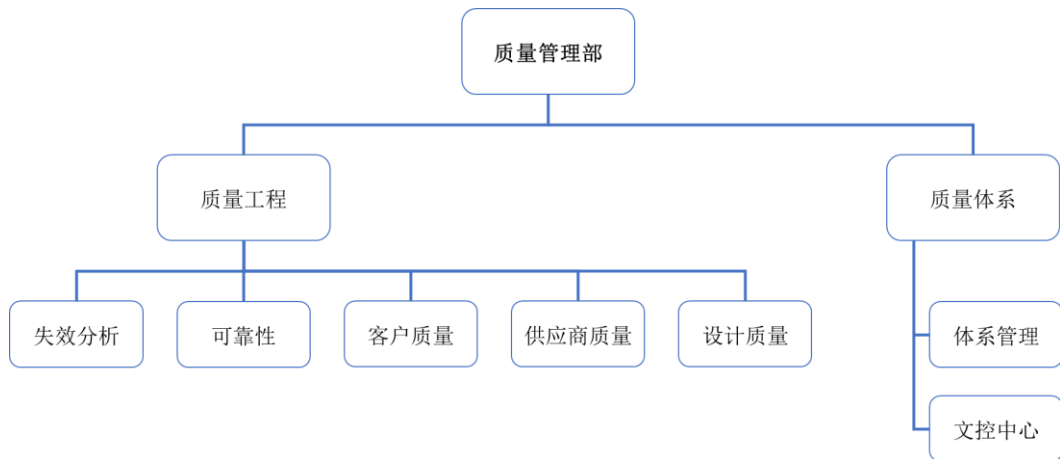 质量管理部
质量工程
质量体系
失效分析
可靠性
客户质量
供应商质量
设计质量
体系管理
文控中心